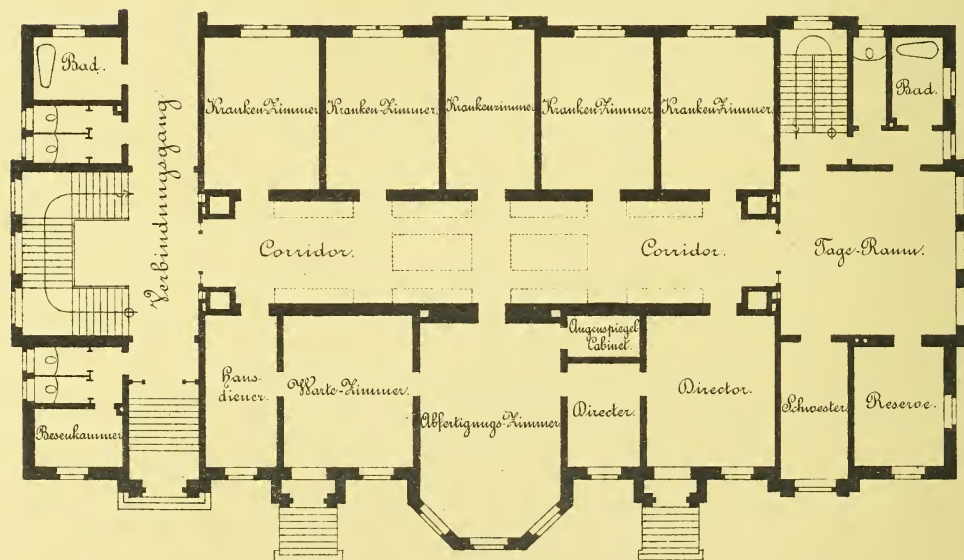 Bad.
Kranken-Zimmer.
Kranken-Zimmer.
Krankenzimmer.
Kranken-Zimmer.
Kranken-Zimmer.
Bad.
Verbindungsgang.
Corridor.
Corridor.
Tage-Raum.
Haus-
diener.
Warte-Zimmer.
Abfertigungs-Zimmer.
Augenspiegel
Cabinet.
Directer.
Director.
Schwester.
Reserve.
Besenkammer.